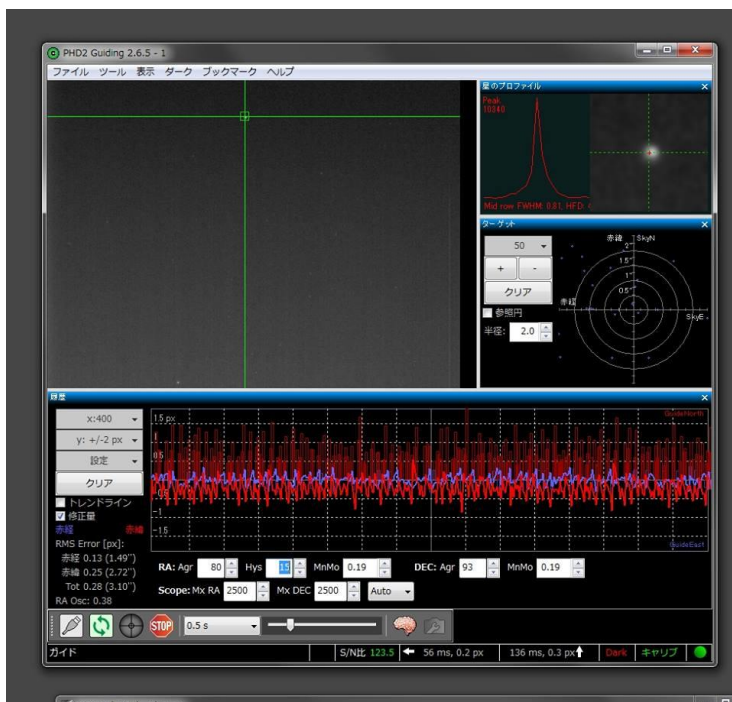 PHD2 Guiding 2.6.5 - 1
ファイル ツール 表示 ダーク ブックマーク ヘルプ
星のプロファイル
Peak
Mid row FWHM: 0.81, HFD:
ターゲット
50
+ -
クリア
参照円
半径: 2.0
赤緯 SkyN
2"
1.5"
1"
0.5"
赤経
SkyE
履歴
x:400
y: +/-2 px
設定
クリア
トレンドライン
修正量
赤経 赤緯
RMS Error [px]:
赤経 0.13 (1.49")
赤緯 0.25 (2.72")
Tot 0.28 (3.10")
RA Osc: 0.38
1.5 px
1
0.5
-0.5
-1
-1.5
GuideNorth
GuideEast
RA: Agr 80 Hys 15 MnMo 0.19 DEC: Agr 93 MnMo 0.19
Scope: Mx RA 2500 Mx DEC 2500 Auto
STOP 0.5 s
ガイド S/N比 123.5 56 ms, 0.2 px 136 ms, 0.3 px Dark キャリブ